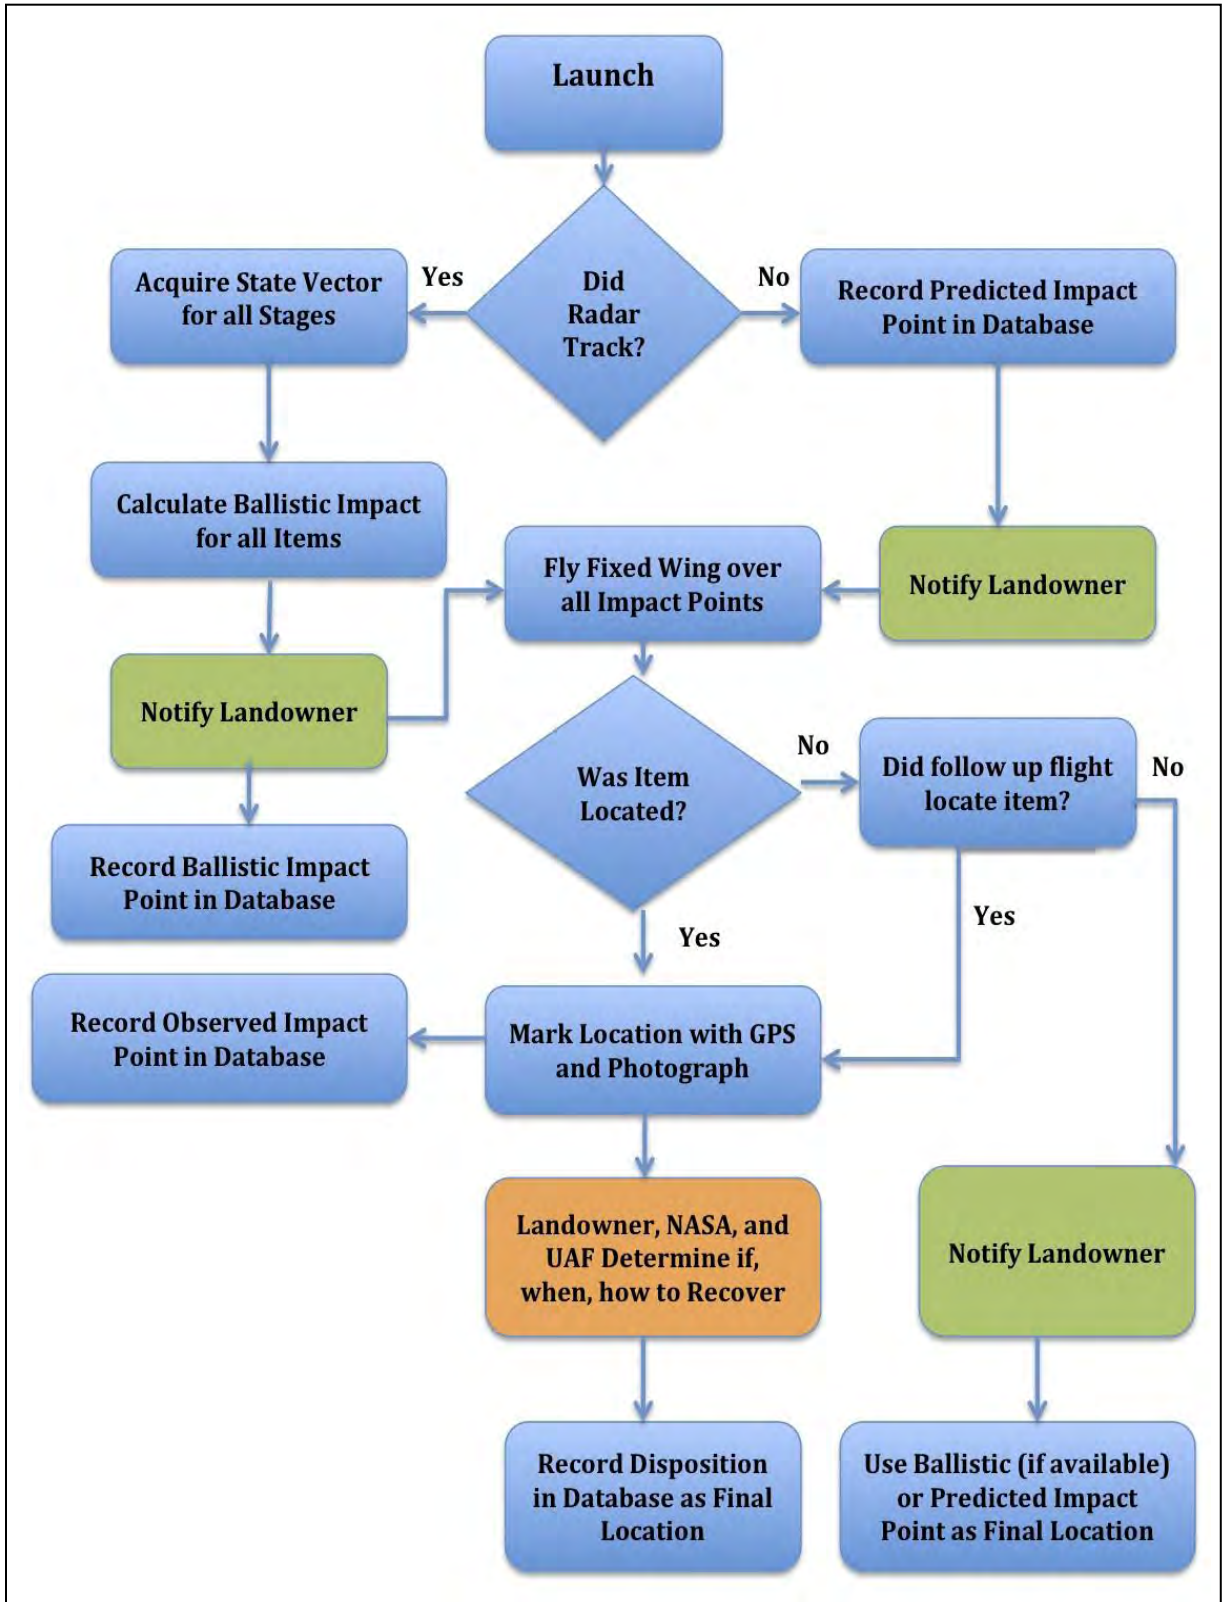 Launch
Did
Radar
Track?
Yes
No
Acquire State Vector
for all Stages
Record Predicted Impact
Point in Database
Calculate Ballistic Impact
for all Items
Fly Fixed Wing over
all Impact Points
Notify Landowner
Notify Landowner
Was Item
Located?
No
Did follow up flight
locate item?
No
Record Ballistic Impact
Point in Database
Yes
Yes
Record Observed Impact
Point in Database
Mark Location with GPS
and Photograph
Landowner, NASA, and
UAF Determine if,
when, how to Recover
Notify Landowner
Record Disposition
in Database as Final
Location
Use Ballistic (if available)
or Predicted Impact
Point as Final Location